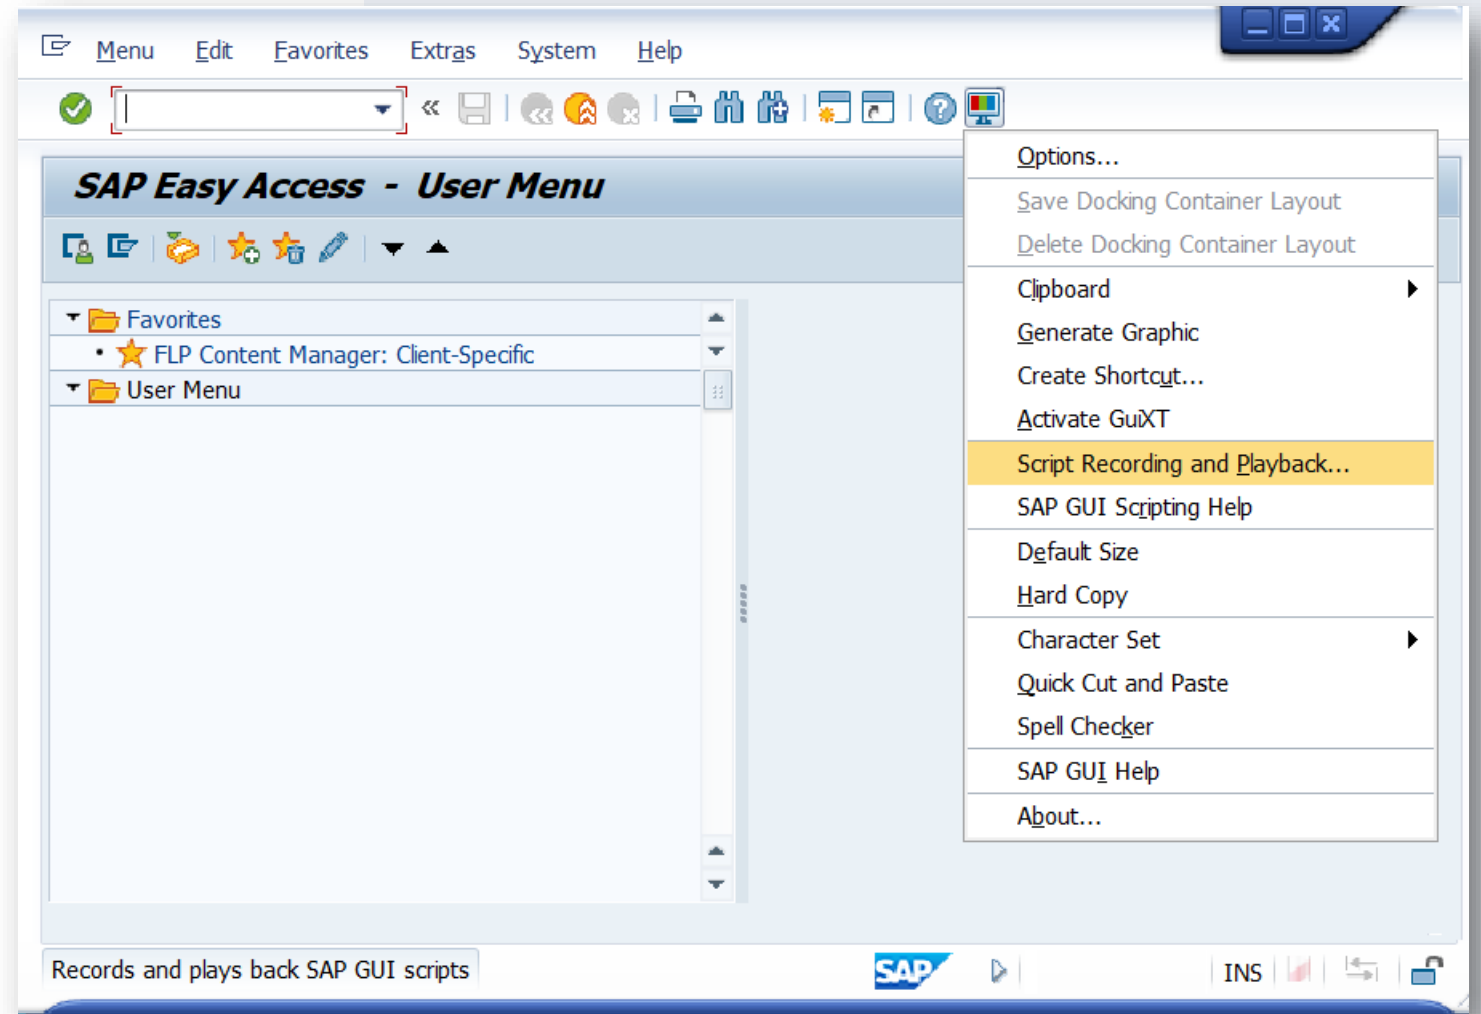 Menu Edit Favorites Extras System Help
SAP Easy Access - User Menu
Favorites
FLP Content Manager: Client-Specific
User Menu
Options...
Save Docking Container Layout
Delete Docking Container Layout
Clipboard
Generate Graphic
Create Shortcut...
Activate GuiXT
Script Recording and Playback...
SAP GUI Scripting Help
Default Size
Hard Copy
Character Set
Quick Cut and Paste
Spell Checker
SAP GUI Help
About...
Records and plays back SAP GUI scripts
SAP
INS